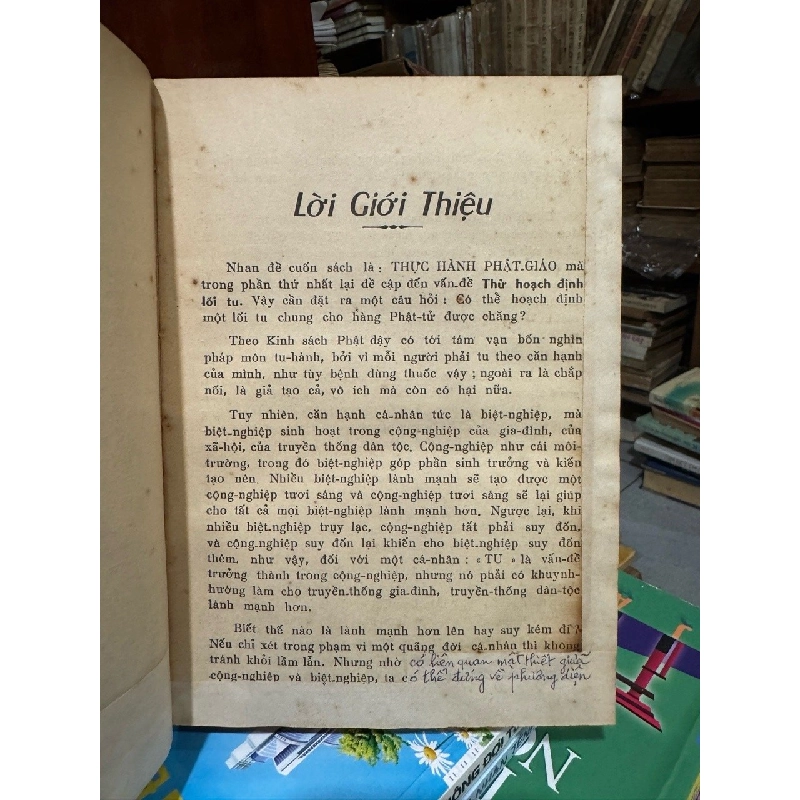 Lời Giới Thiệu
Nhan đề cuốn sách là : THỰC HÀNH PHẬT-GIÁO mà
trong phần thứ nhất lại đề cập đến vấn-đề Thử hoạch định
lối tu. Vậy cần đặt ra một câu hỏi : Có thể hoạch định
một lối tu chung cho hàng Phật-tử được chăng ?
Theo Kinh sách Phật dậy có tới tám vạn bốn nghìn
pháp môn tu-hành, bởi vì mỗi người phải tu theo căn hạnh
của mình, như tùy bệnh dùng thuốc vậy ; ngoài ra là chắp
nối, là giả tạo cả, vô ích mà còn có hại nữa.
Tuy nhiên, căn hạnh cá-nhân tức là biệt-nghiệp, mà
biệt-nghiệp sinh hoạt trong cộng-nghiệp của gia-đình, của
xã-hội, của truyền thống dân tộc. Cộng-nghiệp như cái môi-
trường, trong đó biệt-nghiệp góp phần sinh trưởng và kiến
tạo nên. Nhiều biệt-nghiệp lành mạnh sẽ tạo được một
cộng-nghiệp tươi sáng và cộng-nghiệp tươi sáng sẽ lại giúp
cho tất cả mọi biệt-nghiệp lành mạnh hơn. Ngược lại, khi
nhiều biệt-nghiệp trụy lạc, cộng-nghiệp tất phải suy đốn,
và cộng-nghiệp suy đốn lại khiến cho biệt-nghiệp suy đốn
thêm, như vậy, đối với một cá-nhân : « TU » là vấn-đề
trưởng thành trong cộng-nghiệp, nhưng nó phải có khuynh-
hướng làm cho truyền-thống gia-đình, truyền-thống dân-tộc
lành mạnh hơn.
Biết thế nào là lành mạnh hơn lên hay suy kém đi ?
Nếu chỉ xét trong phạm vi một quãng đời cá-nhân thì không
tránh khỏi lầm lẫn. Nhưng nhờ có liên quan mật thiết giữa
cộng-nghiệp và biệt-nghiệp, ta có thể đứng về phương diện